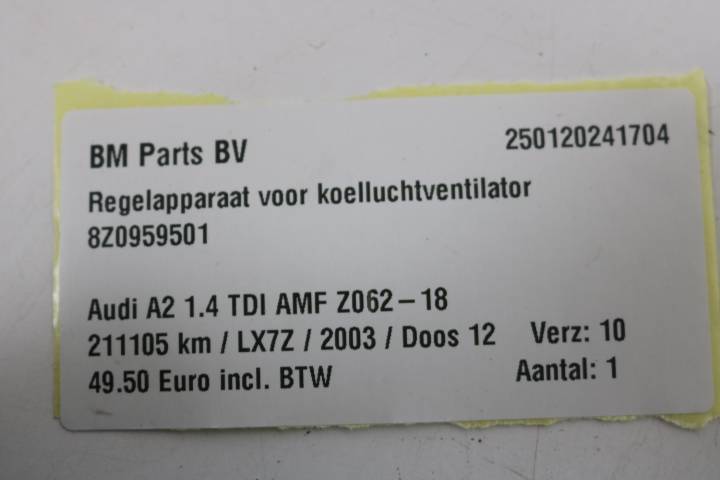 BM Parts BV 250120241704
Regelapparaat voor koelluchtventilator
8Z0959501
Audi A2 1.4 TDI AMF Z062-18
211105 km / LX7Z / 2003 / Doos 12 Verz: 10
49.50 Euro incl. BTW Aantal: 1